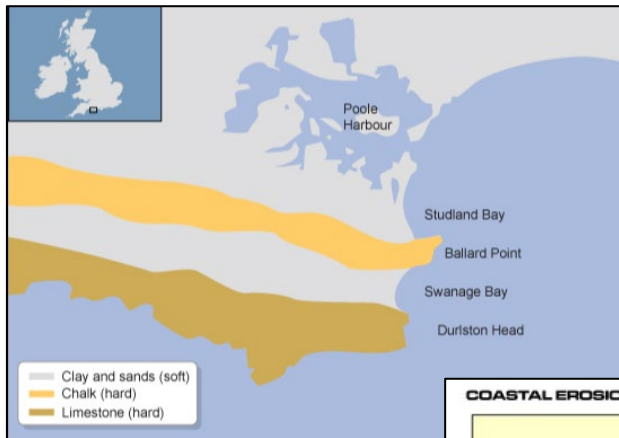 Poole
Harbour
Studland Bay
Ballard Point
Swanage Bay
Durlston Head
Clay and sands (soft)
Chalk (hard)
Limestone (hard)